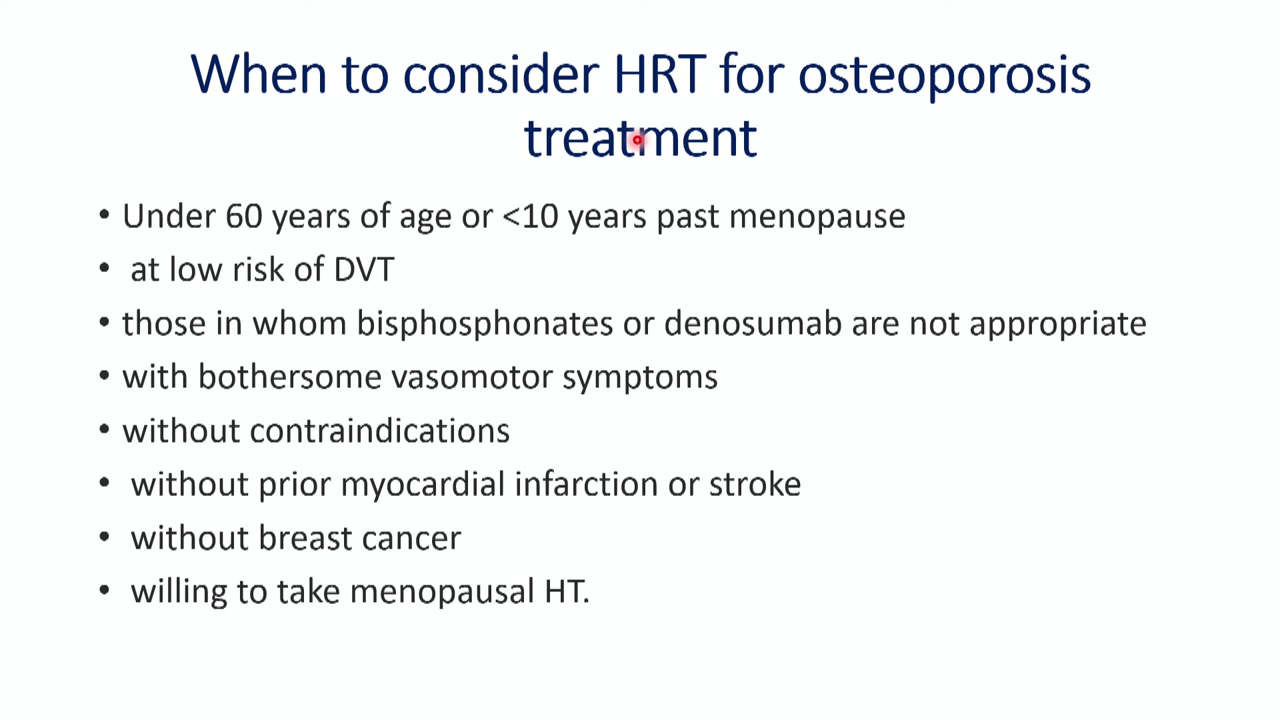 When to consider HRT for osteoporosis
treatment
• Under 60 years of age or <10 years past menopause
• at low risk of DVT
• those in whom bisphosphonates or denosumab are not appropriate
• with bothersome vasomotor symptoms
• without contraindications
• without prior myocardial infarction or stroke
• without breast cancer
• willing to take menopausal HT.